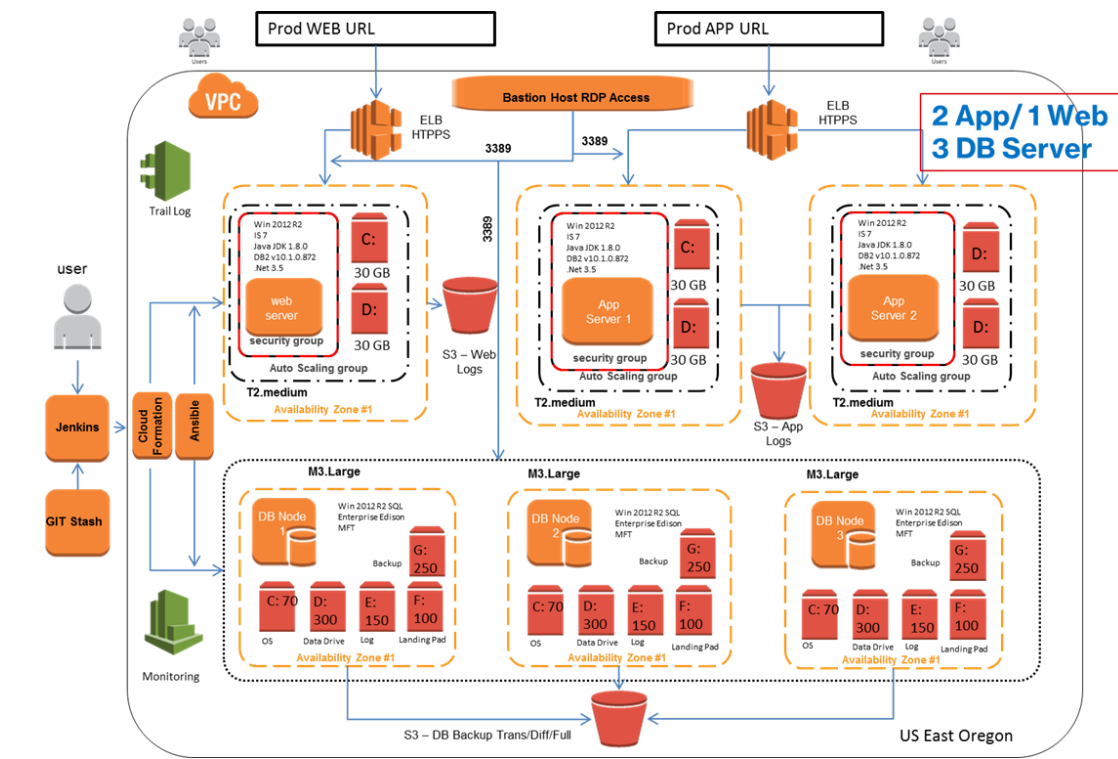 Prod WEB URL
Prod APP URL
Users
Users
VPC
Bastion Host RDP Access
ELB
HTPPS
ELB
HTPPS
2 App/ 1 Web
3 DB Server
3389
3389
3389
Trail Log
user
Win 2012 R2
IS 7
Java JDK 1.8.0
DB2 v10.1.0.872
.Net 3.5
web
server
security group
C:
30 GB
D:
30 GB
Auto Scaling group
T2.medium
Availability Zone #1
S3 – Web
Logs
Win 2012 R2
IS 7
Java JDK 1.8.0
DB2 v10.1.0.872
.Net 3.5
App
Server 1
security group
C:
30 GB
D:
30 GB
Auto Scaling group
T2.medium
Availability Zone #1
Win 2012 R2
IS 7
Java JDK 1.8.0
DB2 v10.1.0.872
.Net 3.5
App
Server 2
security group
D:
30 GB
D:
30 GB
Auto Scaling group
T2.medium
Availability Zone #1
S3 – App
Logs
Jenkins
Cloud
Formation
Ansible
GIT Stash
Monitoring
M3.Large
DB Node
1
Win 2012 R2 SQL
Enterprise Edison
MFT
Backup
G:
250
C: 70
D:
300
E:
150
F:
100
OS
Data Drive
Log
Landing Pad
Availability Zone #1
M3.Large
DB Node
2
Win 2012 R2 SQL
Enterprise Edison
MFT
Backup
G:
250
C: 70
D:
300
E:
150
F:
100
OS
Data Drive
Log
Landing Pad
Availability Zone #1
M3.Large
DB Node
3
Win 2012 R2 SQL
Enterprise Edison
MFT
Backup
G:
250
C: 70
D:
300
E:
150
F:
100
OS
Data Drive
Log
Landing Pad
Availability Zone #1
S3 – DB Backup Trans/Diff/Full
US East Oregon